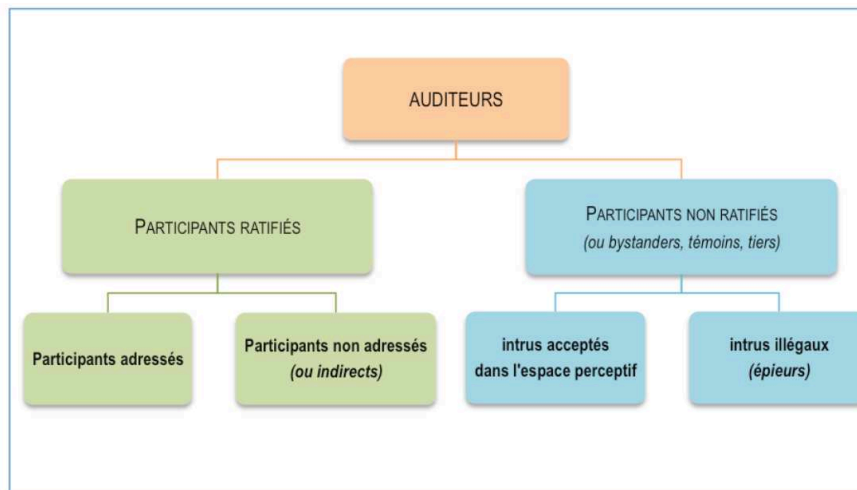 AUDITEURS
PARTICIPANTS RATIFIÉS
PARTICIPANTS NON RATIFIÉS
(ou bystanders, témoins, tiers)
Participants adressés
Participants non adressés
(ou indirects)
intrus acceptés
dans l'espace perceptif
intrus illégaux
(épieurs)